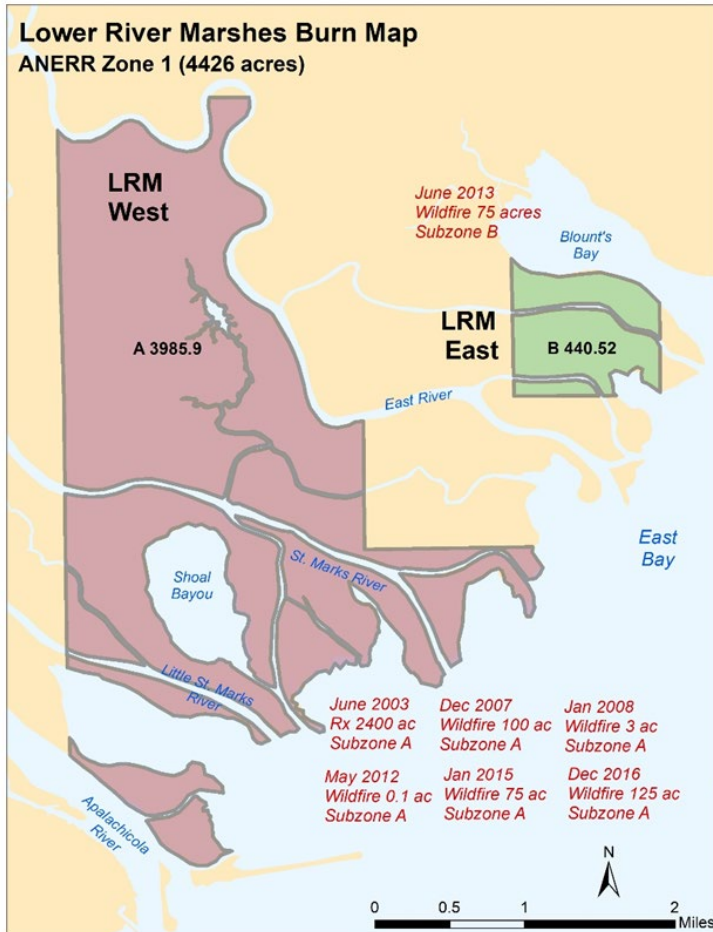 Lower River Marshes Burn Map
ANERR Zone 1 (4426 acres)
LRM
West
June 2013
Wildfire 75 acres
Subzone B
Blount's
Bay
A 3985.9
LRM
East
B 440.52
East River
East
Bay
St. Marks River
Shoal
Bayou
Little St. Marks
River
June 2003
Rx 2400 ac
Subzone A
Dec 2007
Wildfire 100 ac
Subzone A
Jan 2008
Wildfire 3 ac
Subzone A
May 2012
Wildfire 0.1 ac
Subzone A
Jan 2015
Wildfire 75 ac
Subzone A
Dec 2016
Wildfire 125 ac
Subzone A
Apalachicola
River
N
0 0.5 1 2
Miles